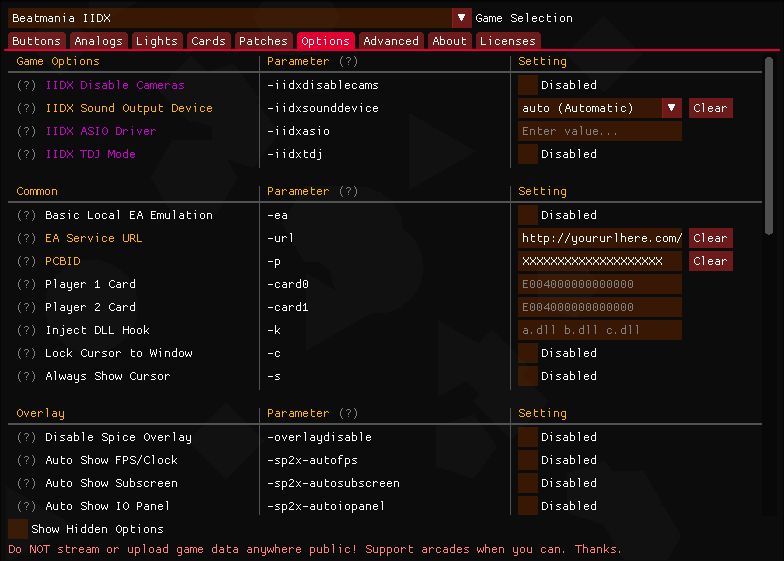 Beatmania IIDX ▼ Game Selection
Buttons Analogs Lights Cards Patches Options Advanced About Licenses
Game Options Parameter (?) Setting
(?) IIDX Disable Cameras -iidxdisablecams Disabled
(?) IIDX Sound Output Device -iidxsounddevice auto (Automatic) ▼ Clear
(?) IIDX ASIO Driver -iidxasio Enter value...
(?) IIDX TDJ Mode -iidxtdj Disabled
Common Parameter (?) Setting
(?) Basic Local EA Emulation -ea Disabled
(?) EA Service URL -url http://yoururlhere.com/ Clear
(?) PCBID -p XXXXXXXXXXXXXXXXXXXX Clear
(?) Player 1 Card -card0 E004000000000000
(?) Player 2 Card -card1 E004000000000000
(?) Inject DLL Hook -k a.dll b.dll c.dll
(?) Lock Cursor to Window -c Disabled
(?) Always Show Cursor -s Disabled
Overlay Parameter (?) Setting
(?) Disable Spice Overlay -overlaydisable Disabled
(?) Auto Show FPS/Clock -sp2x-autofps Disabled
(?) Auto Show Subscreen -sp2x-autosubscreen Disabled
(?) Auto Show IO Panel -sp2x-autoiopanel Disabled
Show Hidden Options
Do NOT stream or upload game data anywhere public! Support arcades when you can. Thanks.